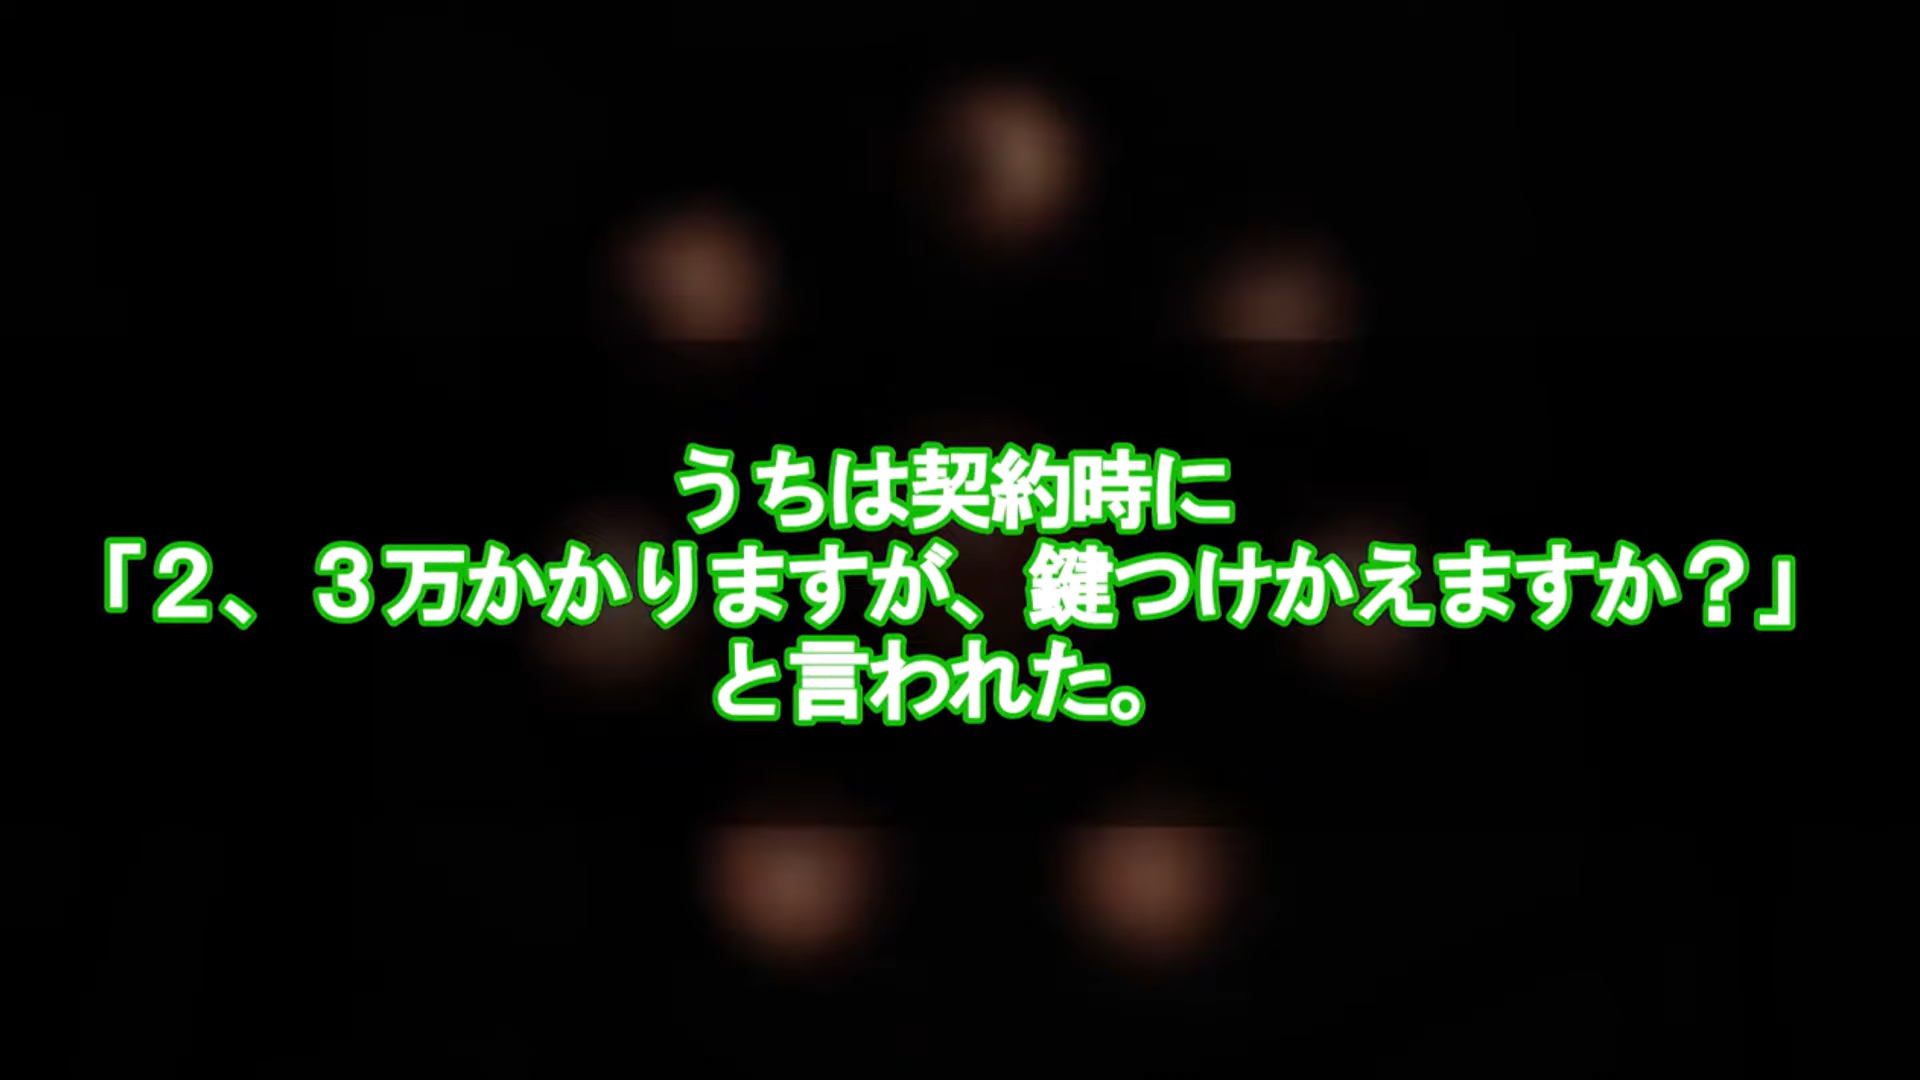 うちは契約時に
「２、３万かかりますが、鍵つけかえますか？」
と言われた。